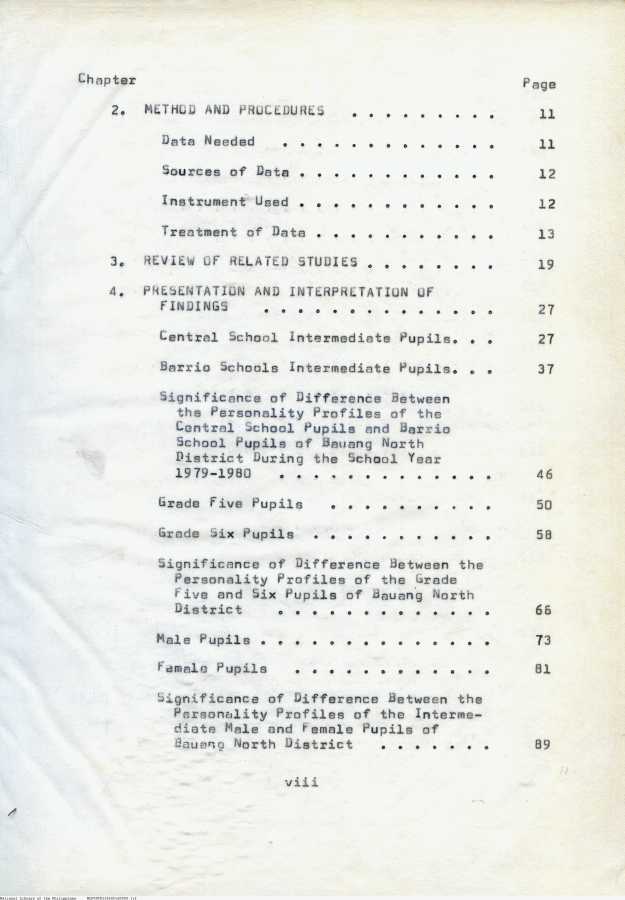 Chapter Page
2. METHOD AND PROCEDURES . . . . . . . . . 11
Data Needed . . . . . . . . . . . . . 11
Sources of Data . . . . . . . . . . . . 12
Instrument Used . . . . . . . . . . . . 12
Treatment of Data . . . . . . . . . . . 13
3. REVIEW OF RELATED STUDIES . . . . . . . . 19
4. PRESENTATION AND INTERPRETATION OF
FINDINGS . . . . . . . . . . . . . . 27
Central School Intermediate Pupils. . . 27
Barrio Schools Intermediate Pupils. . . 37
Significance of Difference Between
the Personality Profiles of the
Central School Pupils and Barrio
School Pupils of Bauang North
District During the School Year
1979-1980 . . . . . . . . . . . . . 46
Grade Five Pupils . . . . . . . . . . 50
Grade Six Pupils . . . . . . . . . . . 58
Significance of Difference Between the
Personality Profiles of the Grade
Five and Six Pupils of Bauang North
District . . . . . . . . . . . . . 66
Male Pupils . . . . . . . . . . . . . . 73
Female Pupils . . . . . . . . . . . . 81
Significance of Difference Between the
Personality Profiles of the Interme-
diate Male and Female Pupils of
Bauang North District . . . . . . . 89
viii
National Library of the Philippines